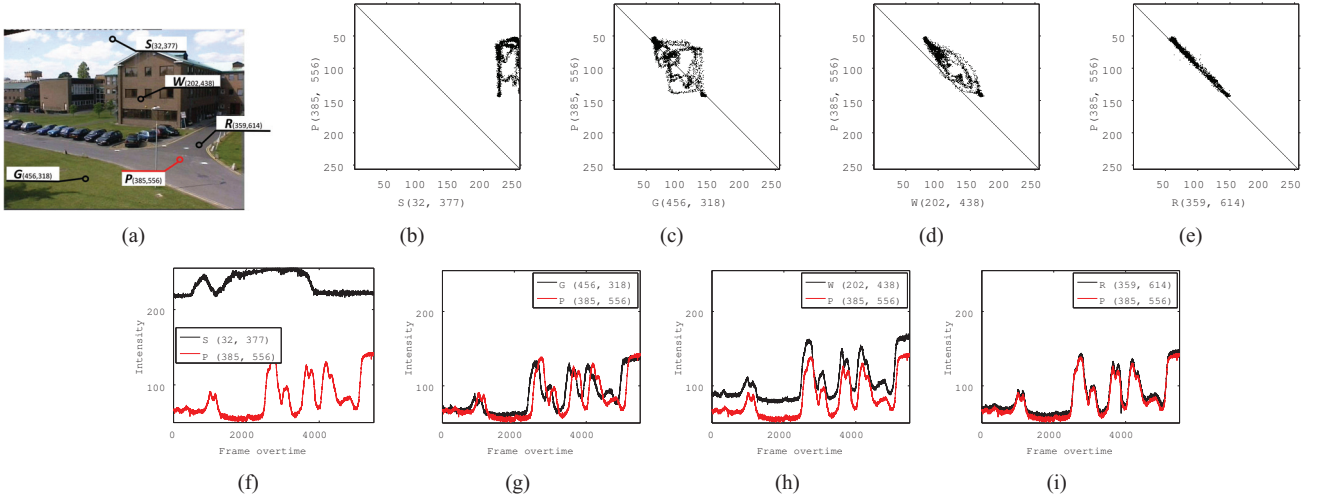 S(32,377)
W(202,438)
R(359,614)
G(456,318)
P(385,556)
(a)
50
100
150
200
250
P(385, 556)
50 100 150 200 250
S(32, 377)
(b)
50
100
150
200
250
P(385, 556)
50 100 150 200 250
G(456, 318)
(c)
50
100
150
200
250
P(385, 556)
50 100 150 200 250
W(202, 438)
(d)
50
100
150
200
250
P(385, 556)
50 100 150 200 250
R(359, 614)
(e)
200
100
Intensity
S (32, 377)
P (385, 556)
0 2000 4000
Frame overtime
(f)
200
100
Intensity
G (456, 318)
P (385, 556)
0 2000 4000
Frame overtime
(g)
200
100
Intensity
W (202, 438)
P (385, 556)
0 2000 4000
Frame overtime
(h)
200
100
Intensity
R (359, 614)
P (385, 556)
0 2000 4000
Frame overtime
(i)